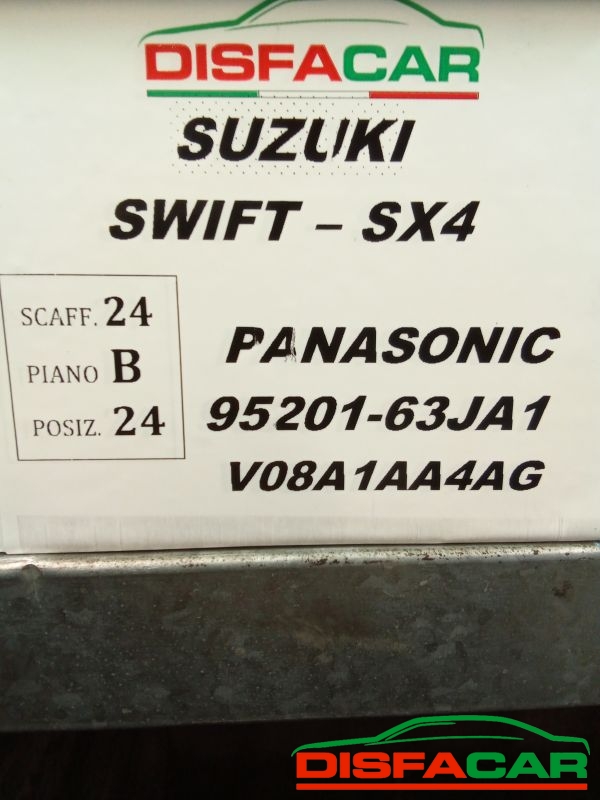 DISFACAR
SUZUKI
SWIFT – SX4
SCAFF. 24
PIANO B
POSIZ. 24
PANASONIC
95201-63JA1
V08A1AA4AG
DISFACAR